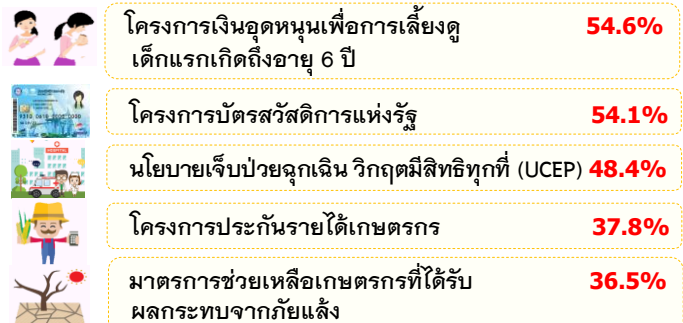 โครงการเงินอุดหนุนเพื่อการเลี้ยงดู 54.6%
เด็กแรกเกิดถึงอายุ 6 ปี
โครงการบัตรสวัสดิการแห่งรัฐ 54.1%
HOSPITAL
นโยบายเจ็บป่วยฉุกเฉิน วิกฤตมีสิทธิทุกที่ (UCEP) 48.4%
โครงการประกันรายได้เกษตรกร 37.8%
มาตรการช่วยเหลือเกษตรกรที่ได้รับ 36.5%
ผลกระทบจากภัยแล้ง